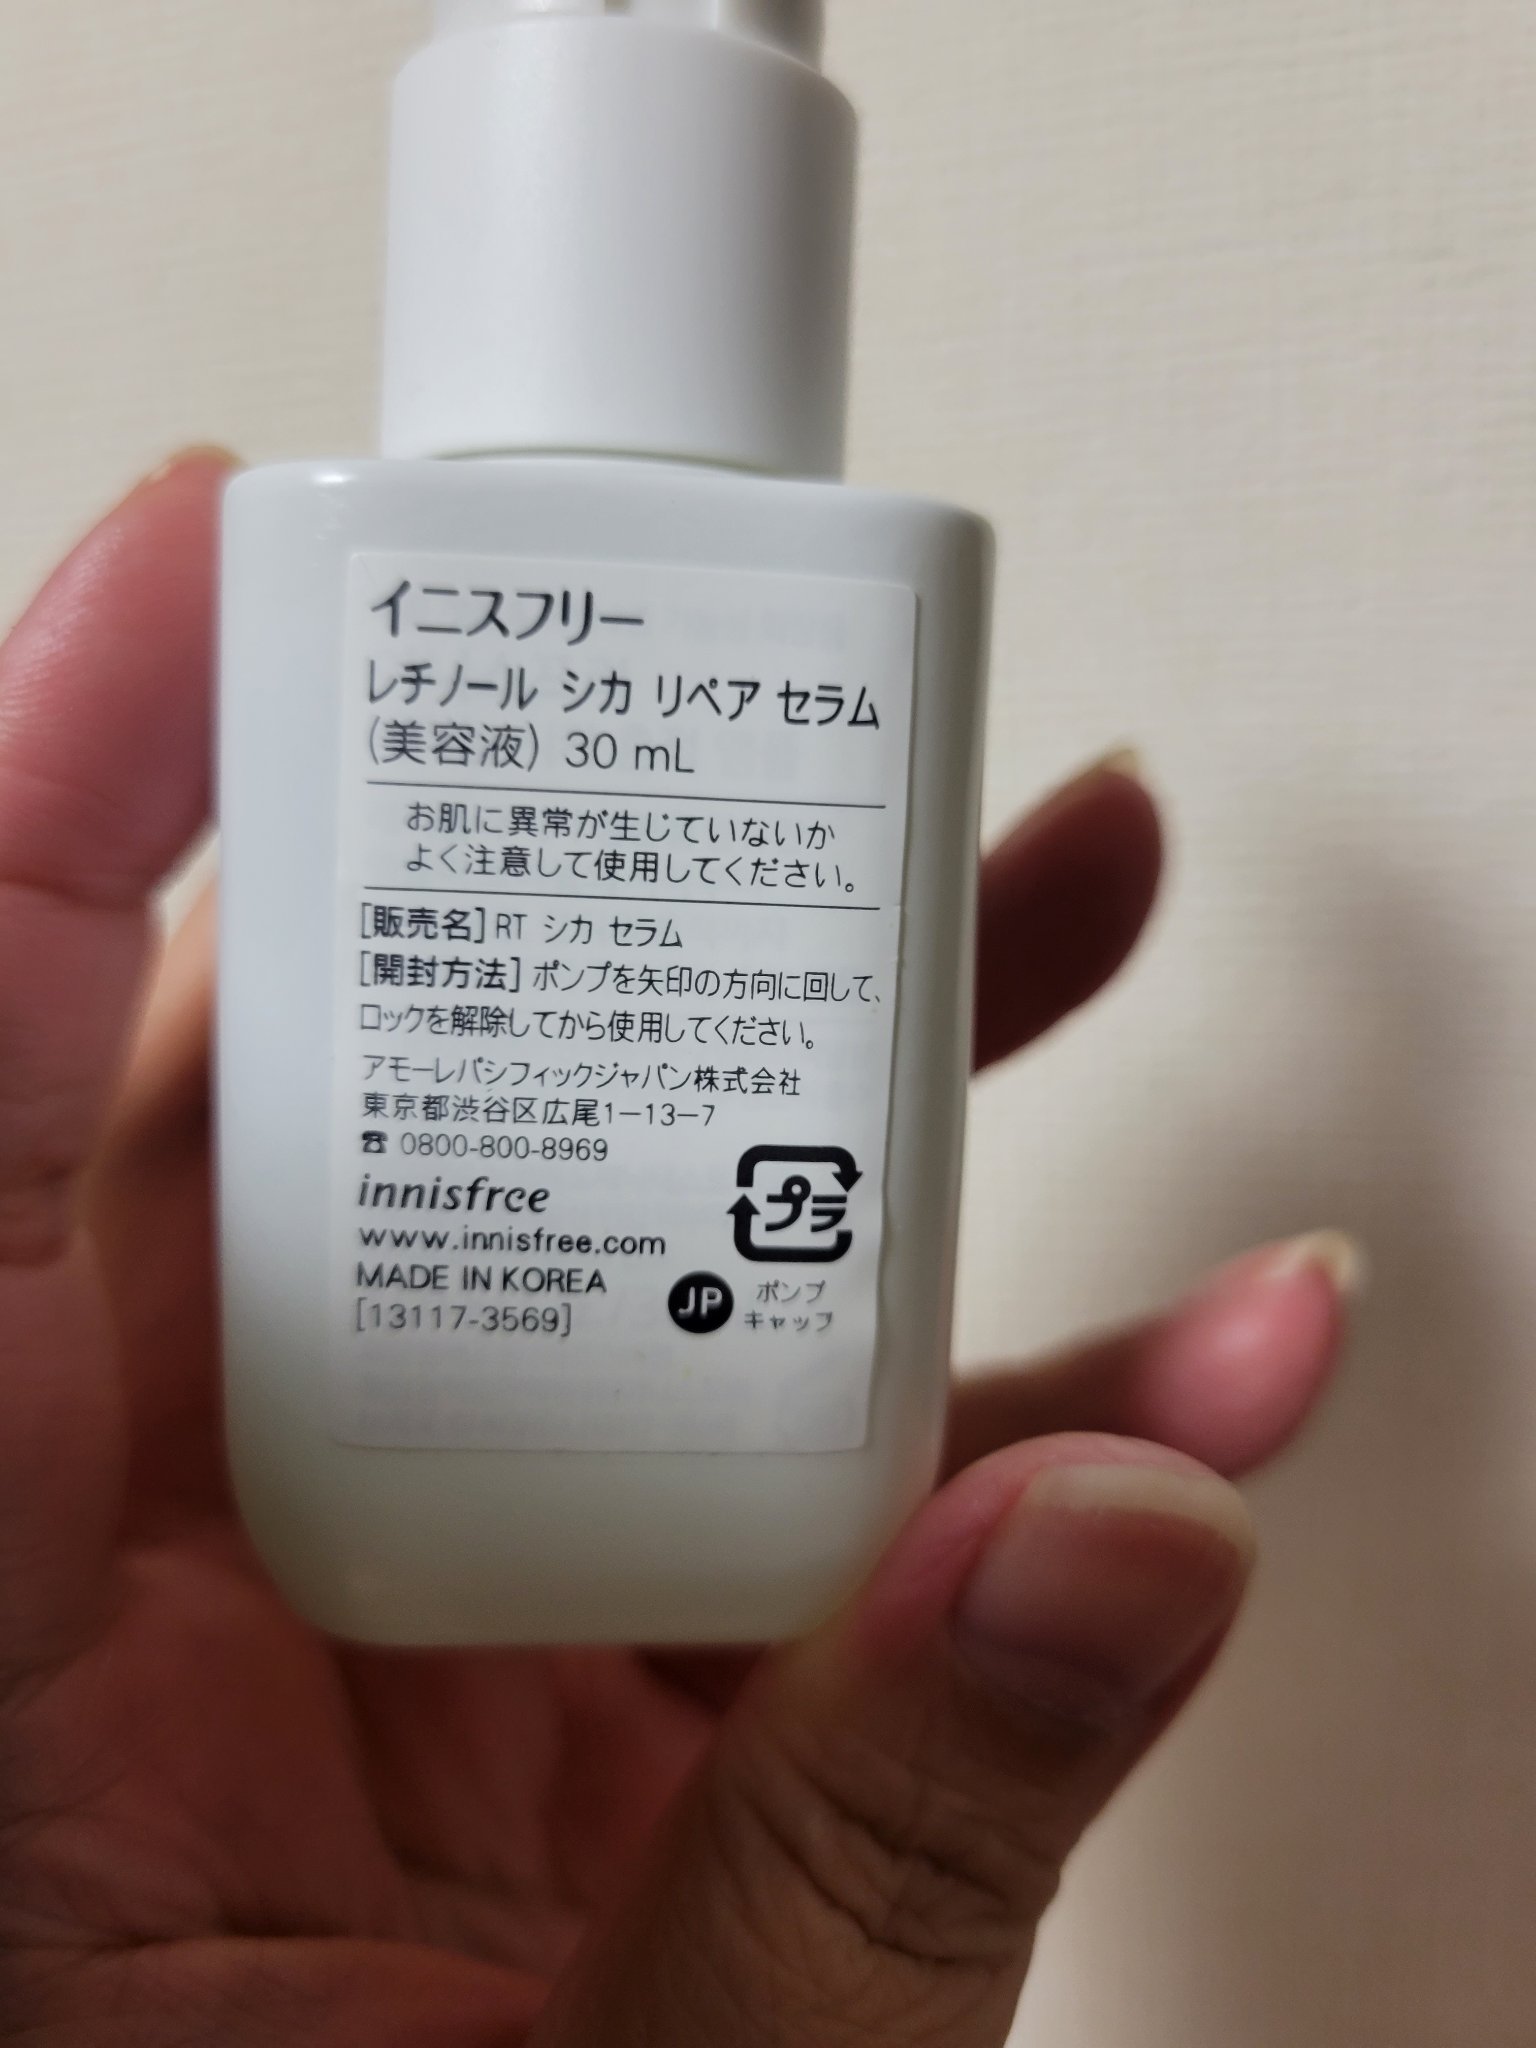 イニスフリー
レチノール シカ リペア セラム
(美容液) 30 mL
お肌に異常が生じていないか
よく注意して使用してください。
[販売名] RT シカ セラム
[開封方法] ポンプを矢印の方向に回して、
ロックを解除してから使用してください。
アモーレパシフィックジャパン株式会社
東京都渋谷区広尾1−13−7
☎ 0800-800-8969
innisfree
www.innisfree.com
MADE IN KOREA
[13117-3569]
プラ
JP
ポンプ
キャップ